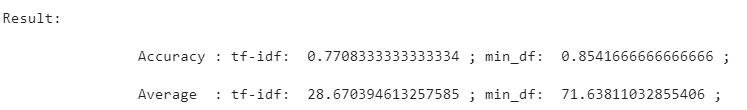 Result:
Accuracy : tf-idf: 0.7708333333333334 ; min_df: 0.8541666666666666 ;
Average : tf-idf: 28.670394613257585 ; min_df: 71.63811032855406 ;